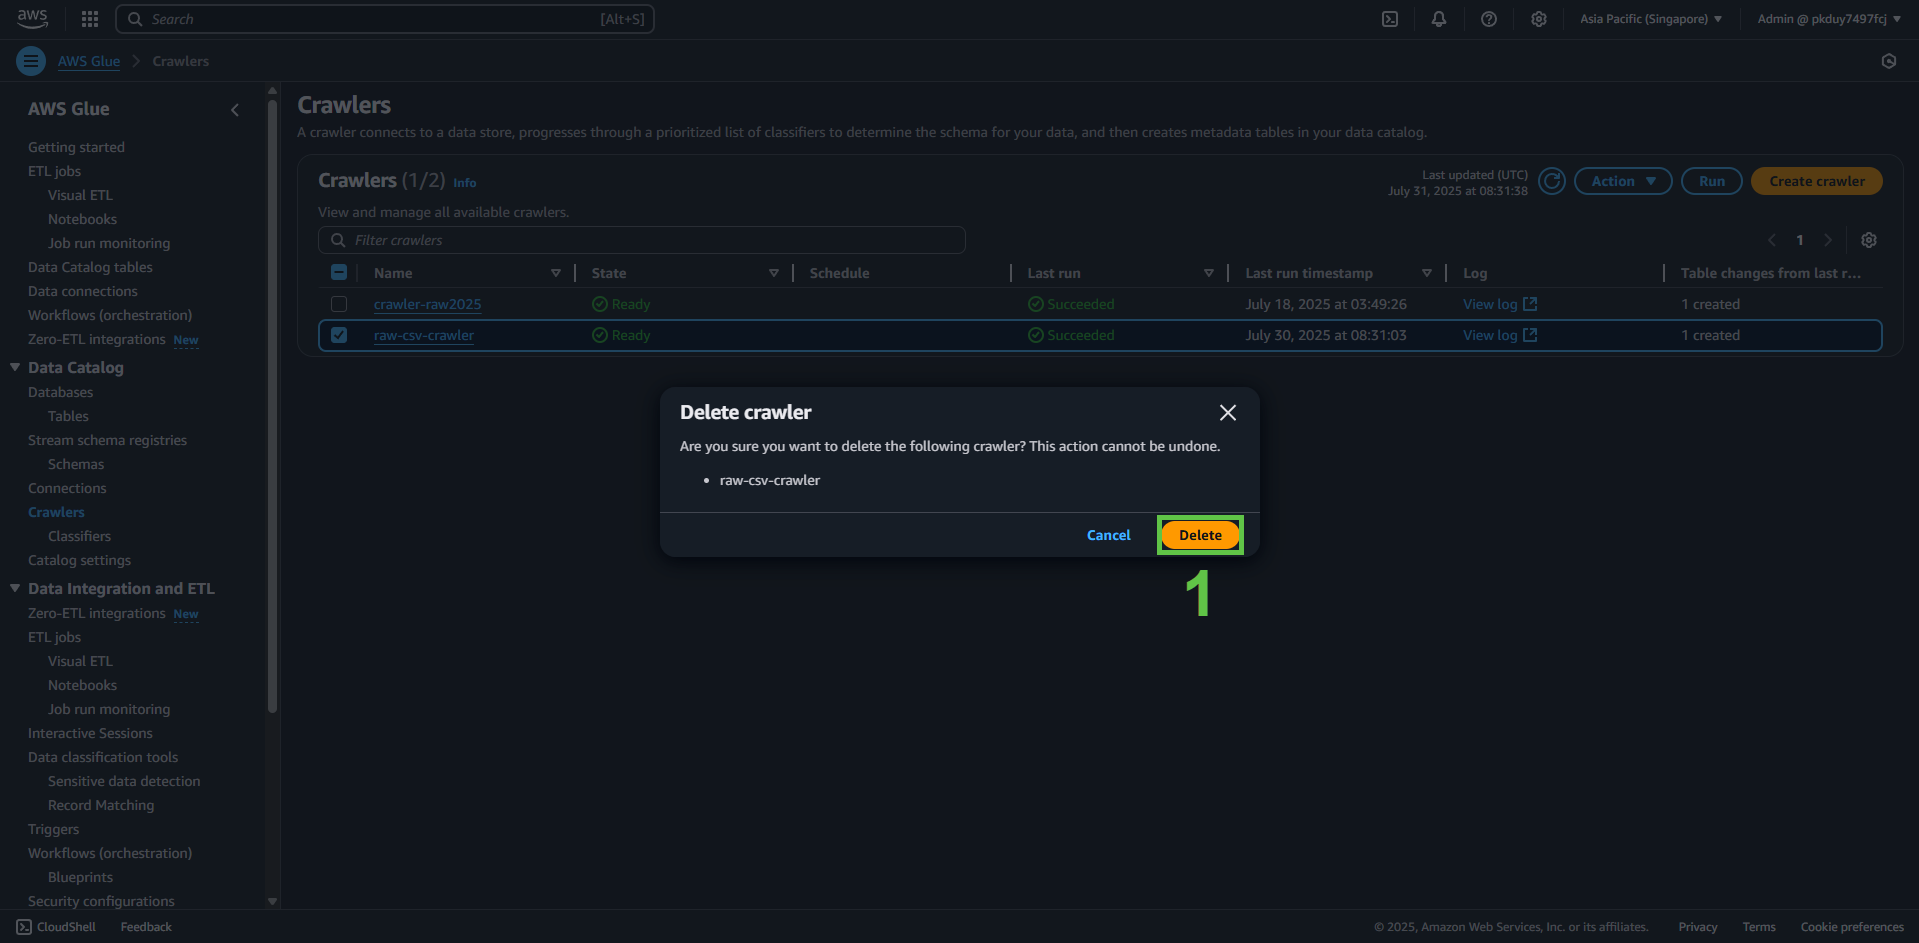 aws
Search
[Alt+S]
Asia Pacific (Singapore)
Admin @ pkduy7497fcj
AWS Glue
Crawlers
AWS Glue
Getting started
ETL jobs
Visual ETL
Notebooks
Job run monitoring
Data Catalog tables
Data connections
Workflows (orchestration)
Zero-ETL integrations New
Data Catalog
Databases
Tables
Stream schema registries
Schemas
Connections
Crawlers
Classifiers
Catalog settings
Data Integration and ETL
Zero-ETL integrations New
ETL jobs
Visual ETL
Notebooks
Job run monitoring
Interactive Sessions
Data classification tools
Sensitive data detection
Record Matching
Triggers
Workflows (orchestration)
Blueprints
Security configurations
Crawlers
A crawler connects to a data store, progresses through a prioritized list of classifiers to determine the schema for your data, and then creates metadata tables in your data catalog.
Crawlers (1/2) Info
Last updated (UTC)
July 31, 2025 at 08:31:38
Action
Run
Create crawler
View and manage all available crawlers.
Filter crawlers
1
Name State Schedule Last run Last run timestamp Log Table changes from last r...
crawler-raw2025 Ready Succeeded July 18, 2025 at 03:49:26 View log 1 created
raw-csv-crawler Ready Succeeded July 30, 2025 at 08:31:03 View log 1 created
Delete crawler
Are you sure you want to delete the following crawler? This action cannot be undone.
• raw-csv-crawler
Cancel Delete
1
CloudShell Feedback
© 2025, Amazon Web Services, Inc. or its affiliates. Privacy Terms Cookie preferences